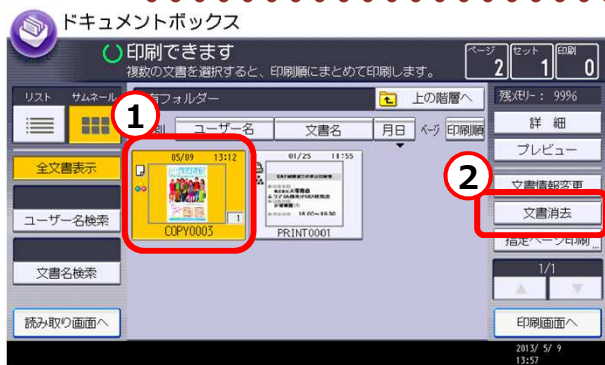 ドキュメントボックス
印刷できます
複数の文書を選択すると、印刷順にまとめて印刷します。
ページ セット 印刷
2 1 0
リスト サムネール
有フォルダー
上の階層へ
残メモリー: 99%
1
ユーザー名 文書名 月日 ページ 印刷順
詳 細
プレビュー
全文書表示
05/09 13:12
01/25 11:55
2
文書情報変更
文書消去
ユーザー名検索
18:00~19:30
1
COPY0003
PRINT0001
指定ページ印刷...
文書名検索
1/1
読み取り画面へ
印刷画面へ
2013/ 5/ 9
13:57